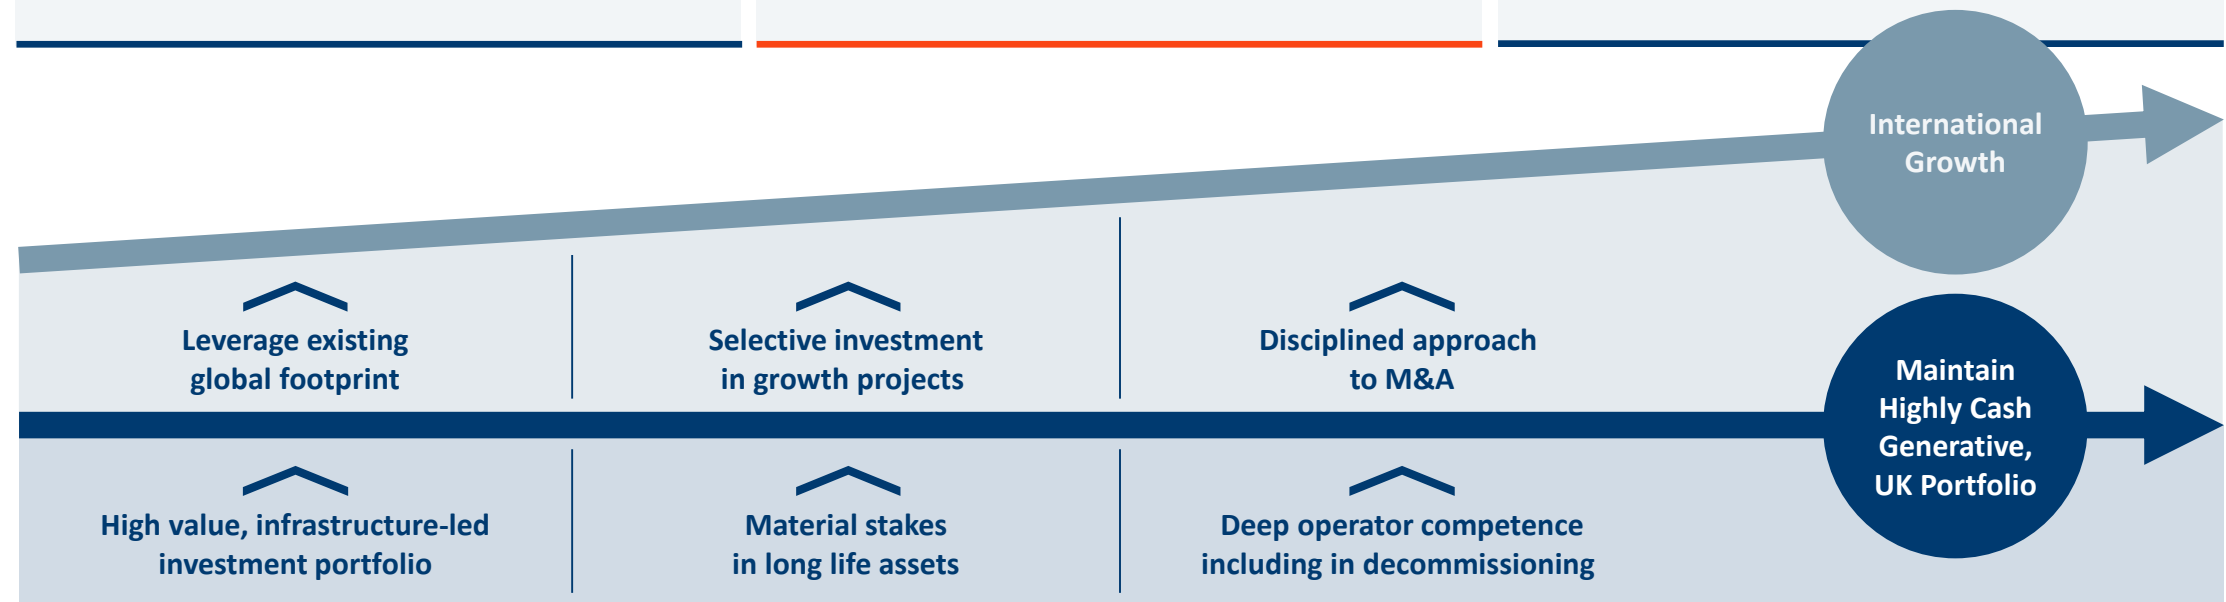 International
Growth
Leverage existing
global footprint
Selective investment
in growth projects
Disciplined approach
to M&A
Maintain
Highly Cash
Generative,
UK Portfolio
High value, infrastructure-led
investment portfolio
Material stakes
in long life assets
Deep operator competence
including in decommissioning